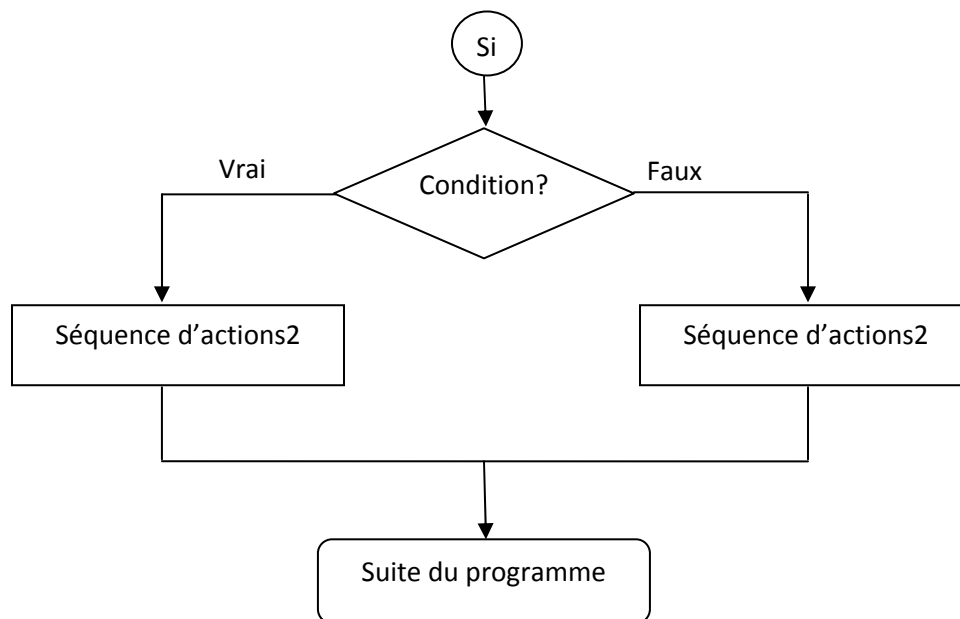 Si
Vrai
Condition?
Faux
Séquence d’actions2
Séquence d’actions2
Suite du programme